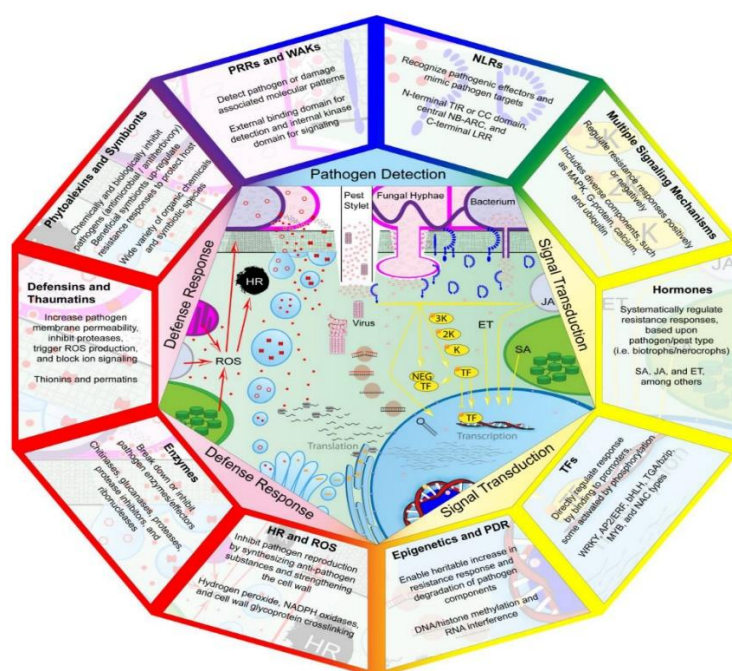 PRRs and WAKs
Detect pathogen or damage
associated molecular patterns
External binding domain for
detection and internal kinase
domain for signalling
NLRs
Recognize pathogenic effectors and
mimic pathogen targets
N-terminal TIR or CC domain,
central NB-ARC, and
C-terminal LRR
Multiple Signaling Mechanisms
Regulate resistance responses positively
or negatively
Includes diverse components, such
as MAPK, G-protein, calcium,
and ubiquitin
Hormones
Systematically regulate
resistance responses,
based upon
pathogen/pest type
(i.e. biotrophs/nerocrophs)
SA, JA, and ET,
among others
TFs
Directly regulate response
by binding to promoters,
some activated by phosphorylation
WRKY, AP2/ERF, bHLH, TGA/bzip,
MYB, and NAC types
Epigenetics and PDR
Enable heritable increase in
resistance response and
degradation of pathogen
components
DNA/histone methylation and
RNA interference
HR and ROS
Inhibit pathogen reproduction
by synthesizing anti-pathogen
substances and strengthening
the cell wall
Hydrogen peroxide, NADPH oxidases,
and cell wall glycoprotein crosslinking
HR
Enzymes
Break down or inhibit
pathogen enzymes/effectors
Chitinases, glucanases, proteases,
protease inhibitors, and
ribonucleases
Defensins and
Thaumatins
Increase pathogen
membrane permeability,
inhibit proteases,
trigger ROS production,
and block ion signaling
Thionins and permatins
Phytoalexins and Symbionts
Chemically and biologically inhibit
pathogens (antimicrobial / antiherbivory)
Beneficial symbionts up-regulate
resistance responses to protect host
Wide variety of organic chemicals
and symbiotic species
Pathogen Detection
Signal Transduction
Signal Transduction
Defense Response
Defense Response
Pest
Stylet
Fungal Hyphae
Bacterium
HR
Virus
ROS
JA
ET
SA
3K
2K
K
NEG
TF
TF
TF
Translation
Transcription
3K
2K
JA
ET